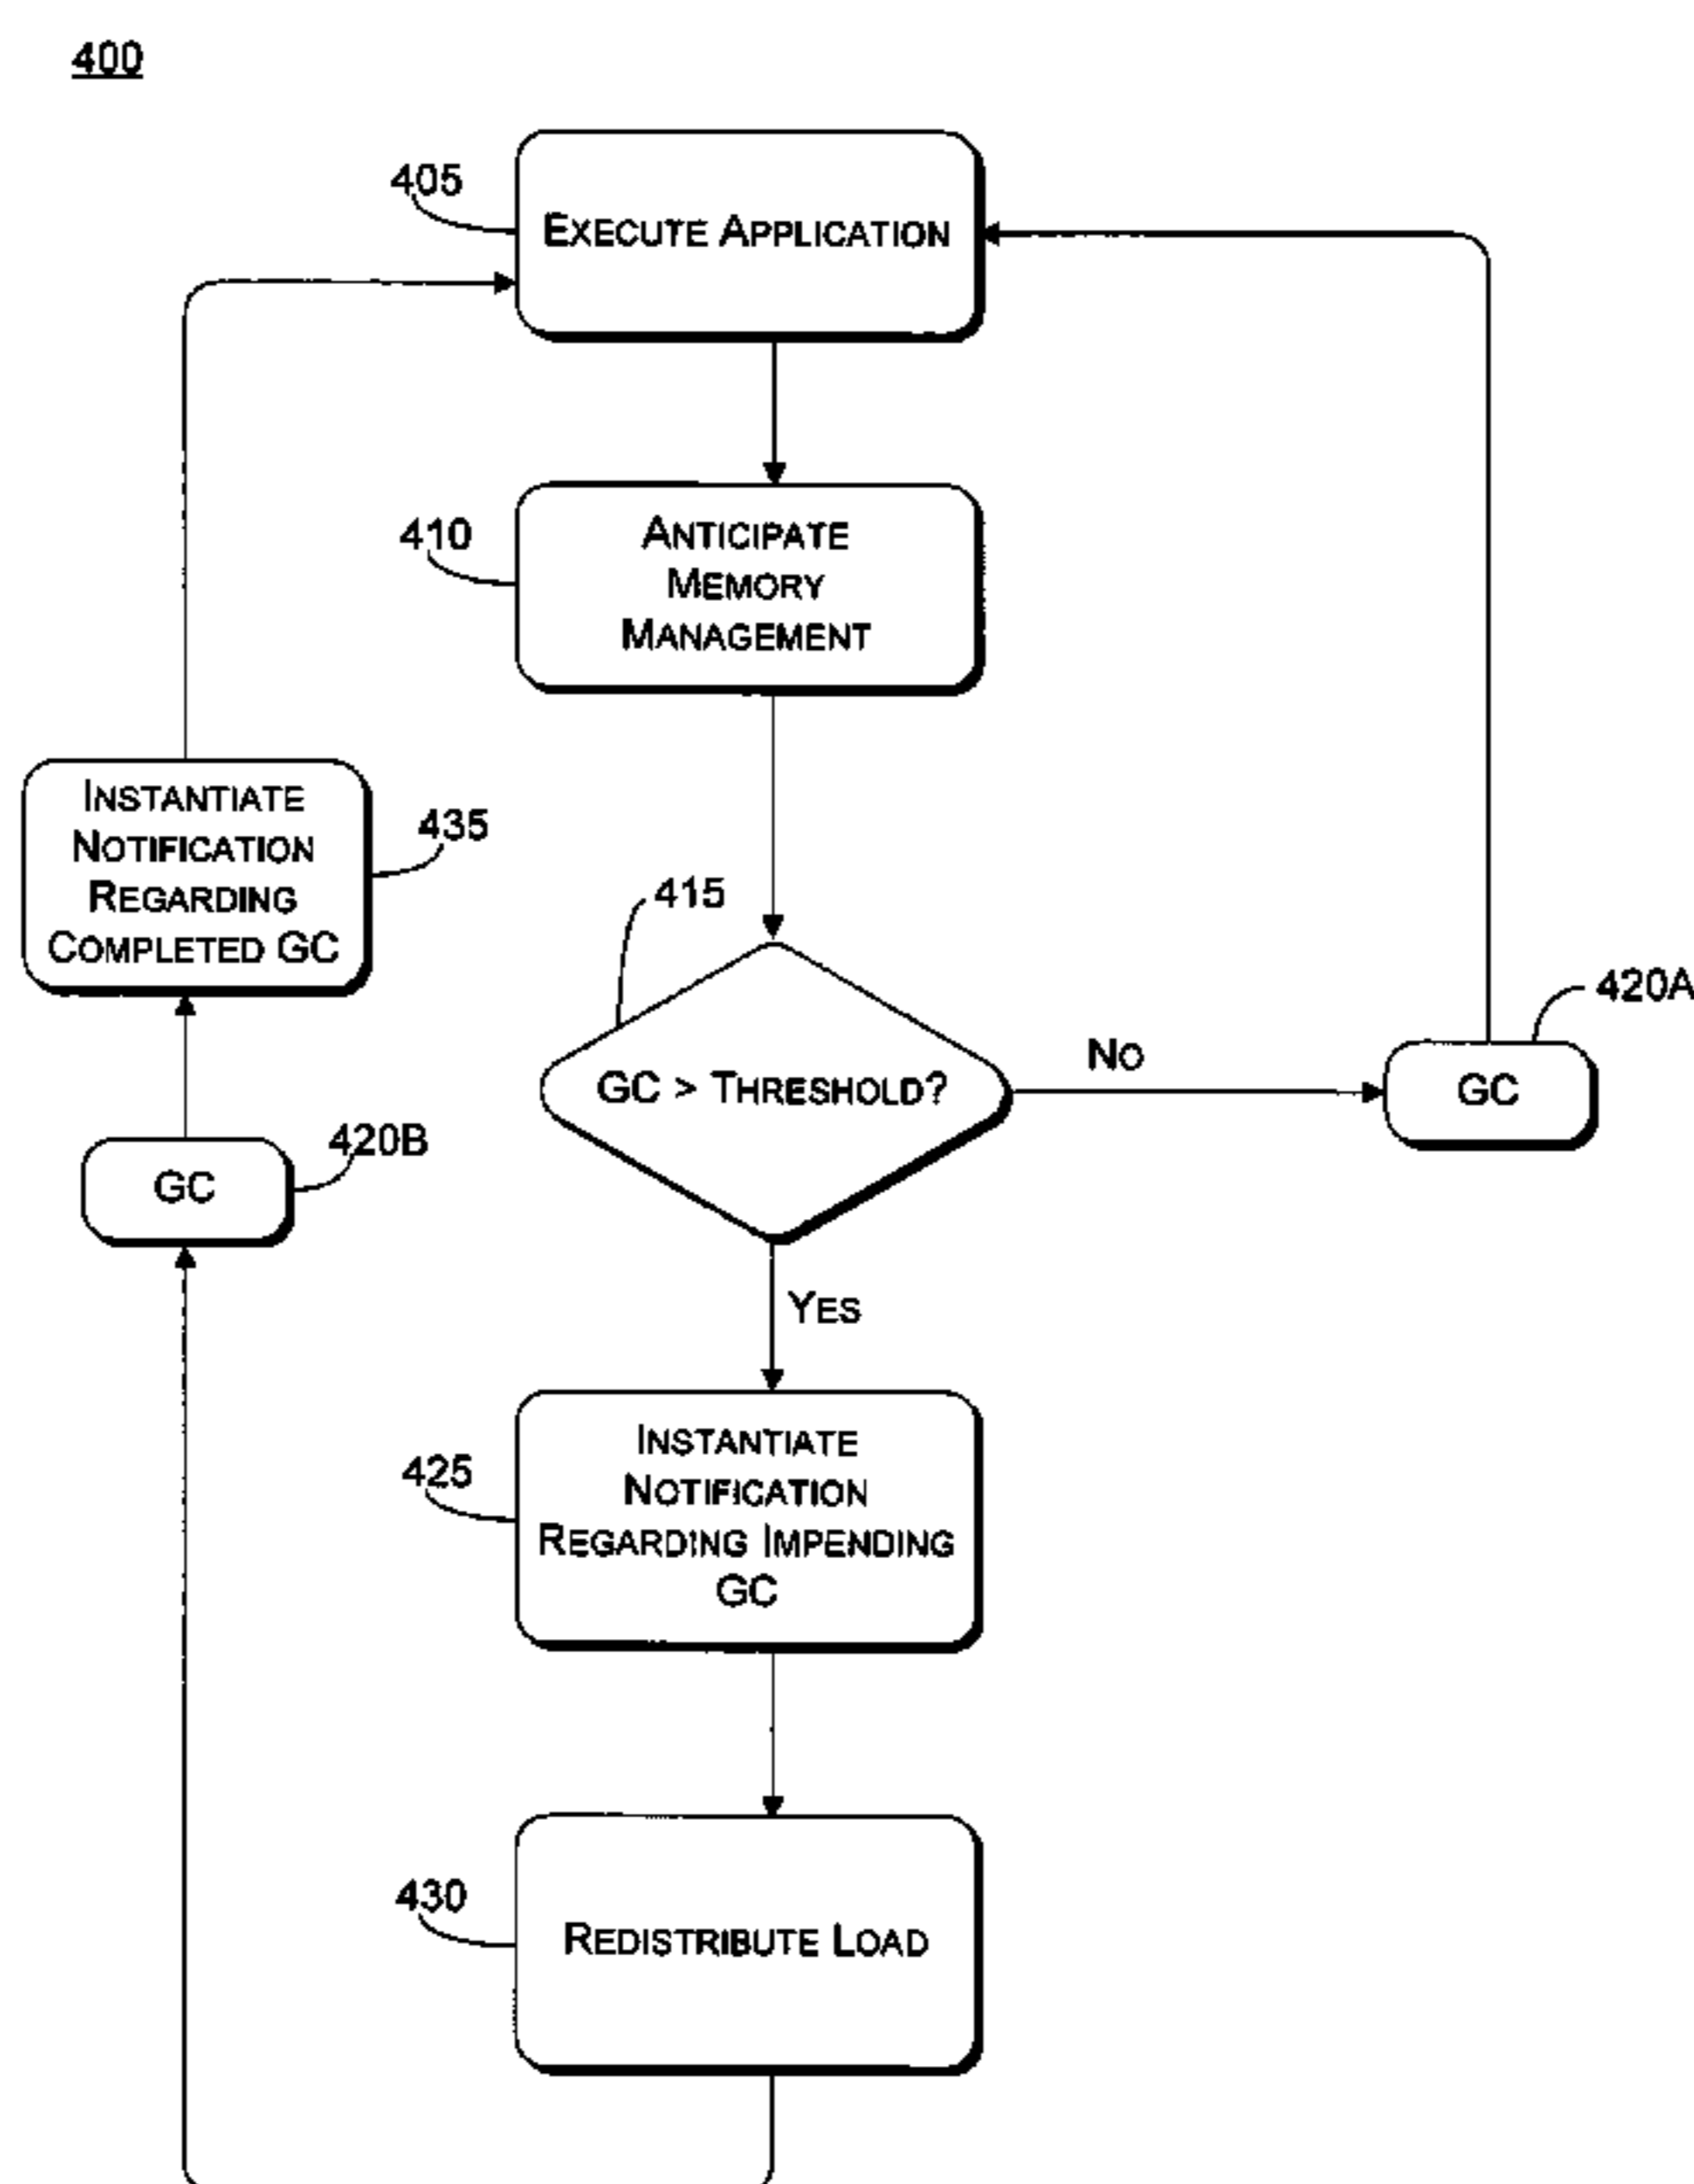 400
405
EXECUTE APPLICATION
410
ANTICIPATE
MEMORY
MANAGEMENT
INSTANTIATE
NOTIFICATION
REGARDING
COMPLETED GC
435
415
420A
NO
GC > THRESHOLD?
GC
420B
GC
YES
425
INSTANTIATE
NOTIFICATION
REGARDING IMPENDING
GC
430
REDISTRIBUTE LOAD